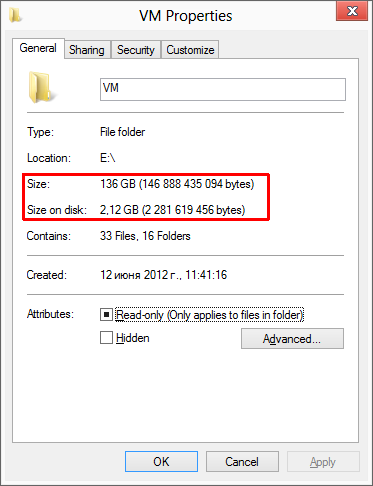 VM Properties
General Sharing Security Customize
VM
Type: File folder
Location: E:\
Size: 136 GB (146 888 435 094 bytes)
Size on disk: 2,12 GB (2 281 619 456 bytes)
Contains: 33 Files, 16 Folders
Created: 12 июня 2012 г., 11:41:16
Attributes: Read-only (Only applies to files in folder)
Hidden
Advanced...
OK Cancel Apply